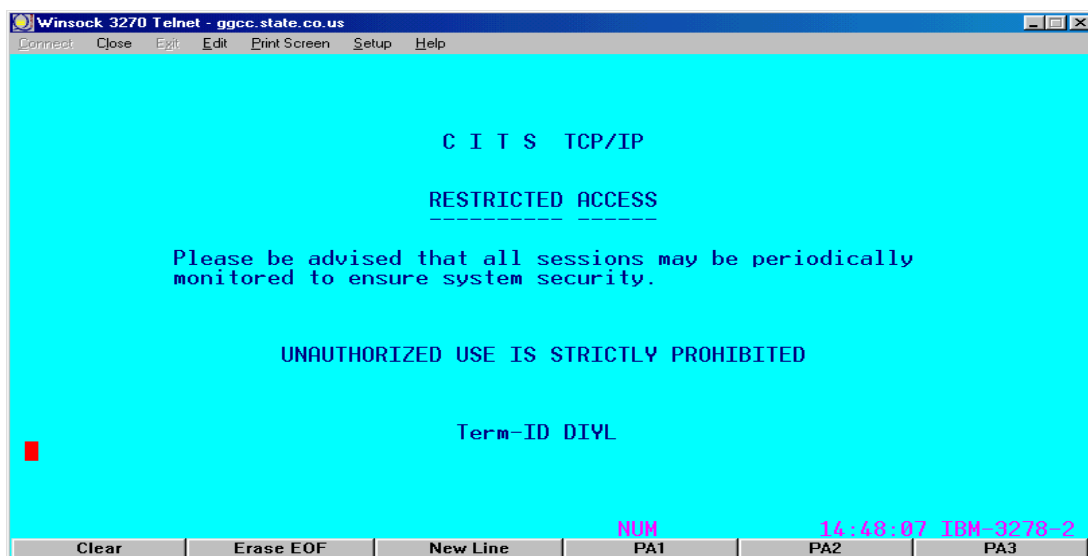 Winsock 3270 Telnet - ggcc.state.co.us
Connect Close Exit Edit Print Screen Setup Help
C I T S TCP/IP
RESTRICTED ACCESS
---------- ------
Please be advised that all sessions may be periodically
monitored to ensure system security.
UNAUTHORIZED USE IS STRICTLY PROHIBITED
Term-ID DIYL
NUM 14:48:07 IBM-3278-2
Clear Erase EOF New Line PA1 PA2 PA3